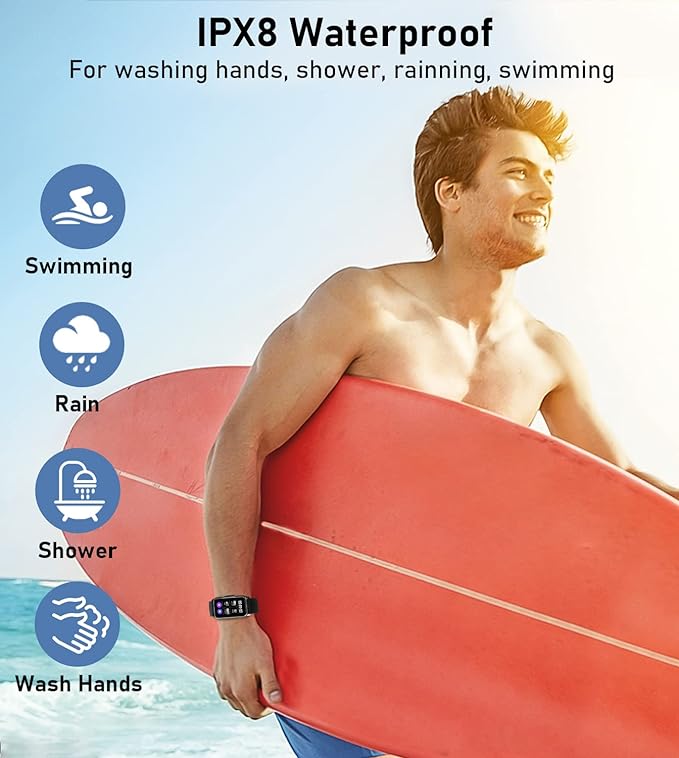 IPX8 Waterproof
For washing hands, shower, rainning, swimming
Swimming
Rain
Shower
Wash Hands